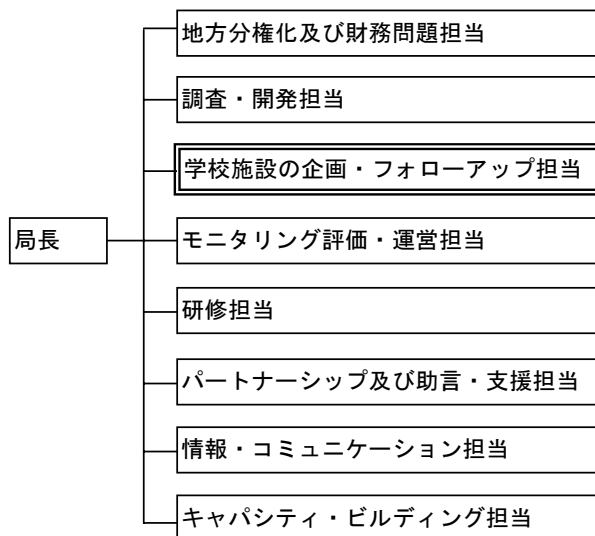 地方分権化及び財務問題担当
調査・開発担当
学校施設の企画・フォローアップ担当
局長
モニタリング評価・運営担当
研修担当
パートナーシップ及び助言・支援担当
情報・コミュニケーション担当
キャパシティ・ビルディング担当